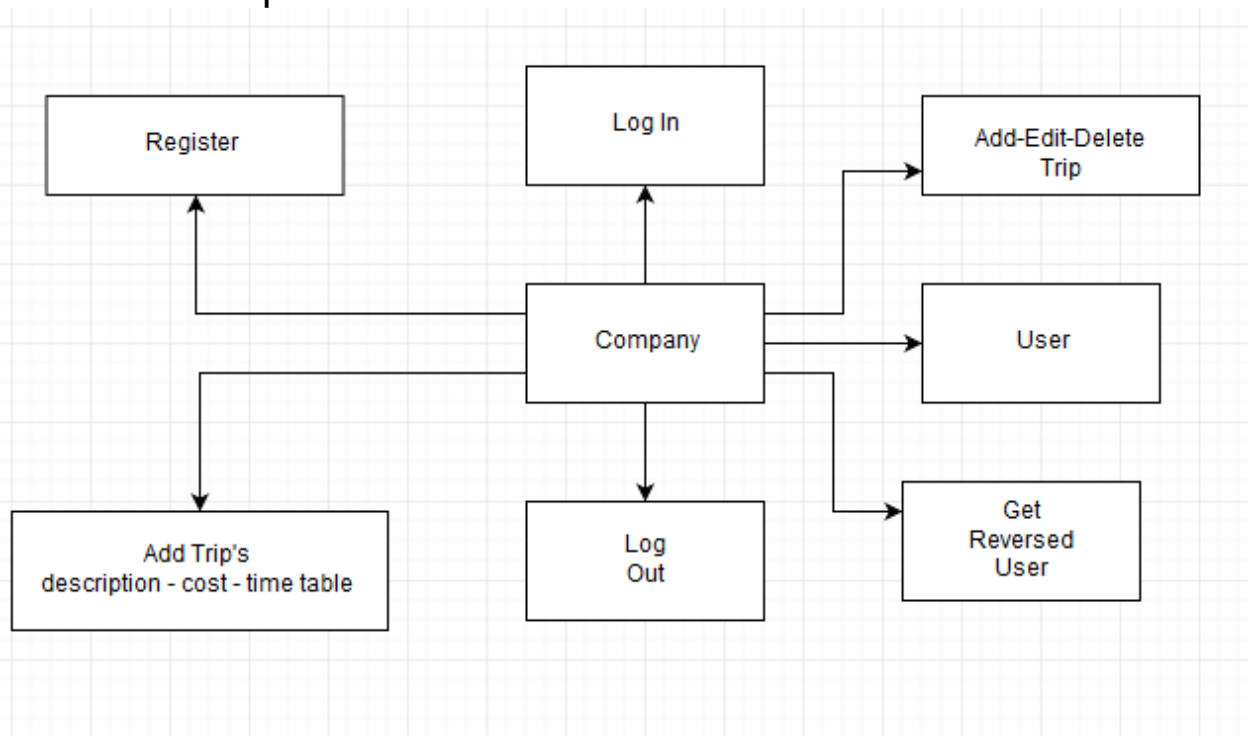 Register
Log In
Add-Edit-Delete
Trip
Company
User
Add Trip's
description - cost - time table
Log
Out
Get
Reversed
User